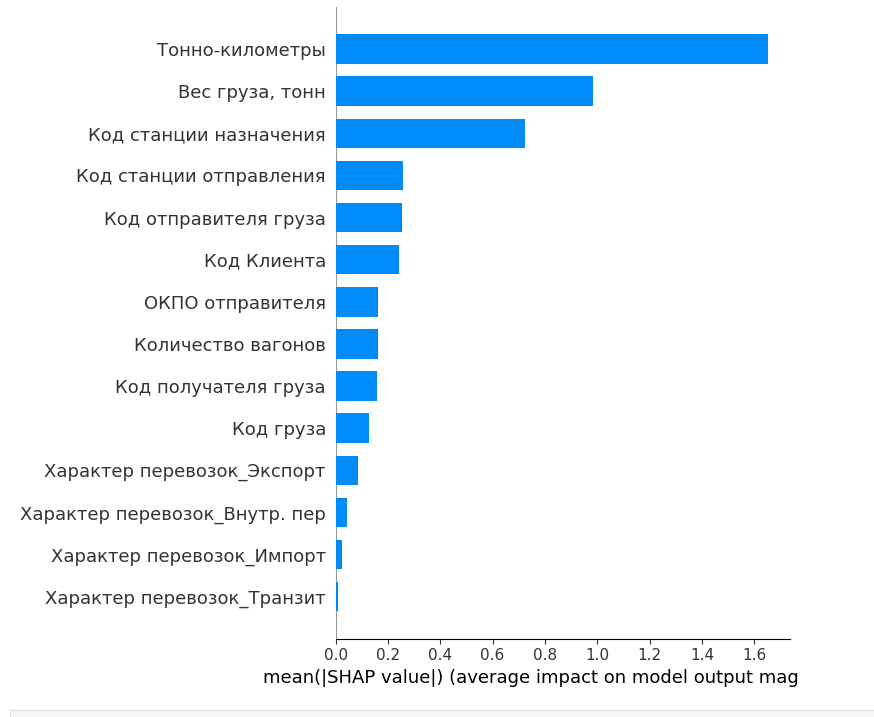 Тонно-километры
Вес груза, тонн
Код станции назначения
Код станции отправления
Код отправителя груза
Код Клиента
ОКПО отправителя
Количество вагонов
Код получателя груза
Код груза
Характер перевозок_Экспорт
Характер перевозок_Внутр. пер
Характер перевозок_Импорт
Характер перевозок_Транзит
0.0 0.2 0.4 0.6 0.8 1.0 1.2 1.4 1.6
mean(|SHAP value|) (average impact on model output mag